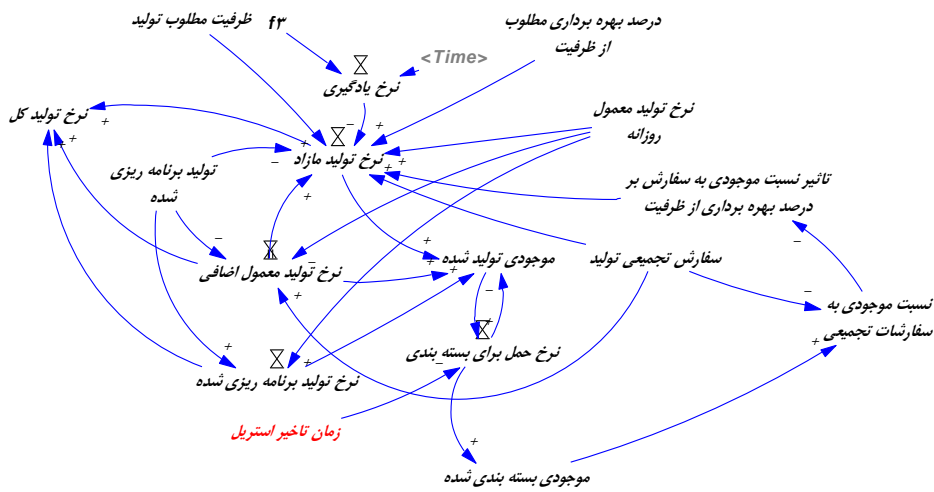 ظرفیت مطلوب تولید
f۳
درصد بهره برداری مطلوب
از ظرفیت
<Time>
نرخ یادگیری
نرخ تولید کل
نرخ تولید معمول
روزانه
نرخ تولید مازاد
تولید برنامه ریزی
شده
تاثیر نسبت موجودی به سفارش بر
درصد بهره برداری از ظرفیت
نرخ تولید معمول اضافی
موجودی تولید شده
سفارش تجمیعی تولید
نسبت موجودی به
سفارشات تجمیعی
نرخ حمل برای بسته بندی
نرخ تولید برنامه ریزی شده
زمان تاخیر استریل
موجودی بسته بندی شده